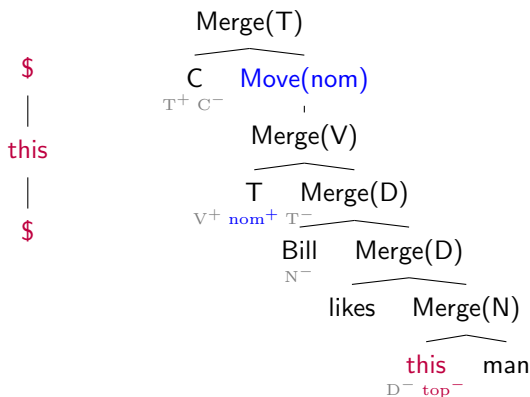 Merge(T)
$ C Move(nom)
T+ C−
this Merge(V)
$ T Merge(D)
V+ nom+ T−
Bill Merge(D)
N−
likes Merge(N)
this man
D− top−